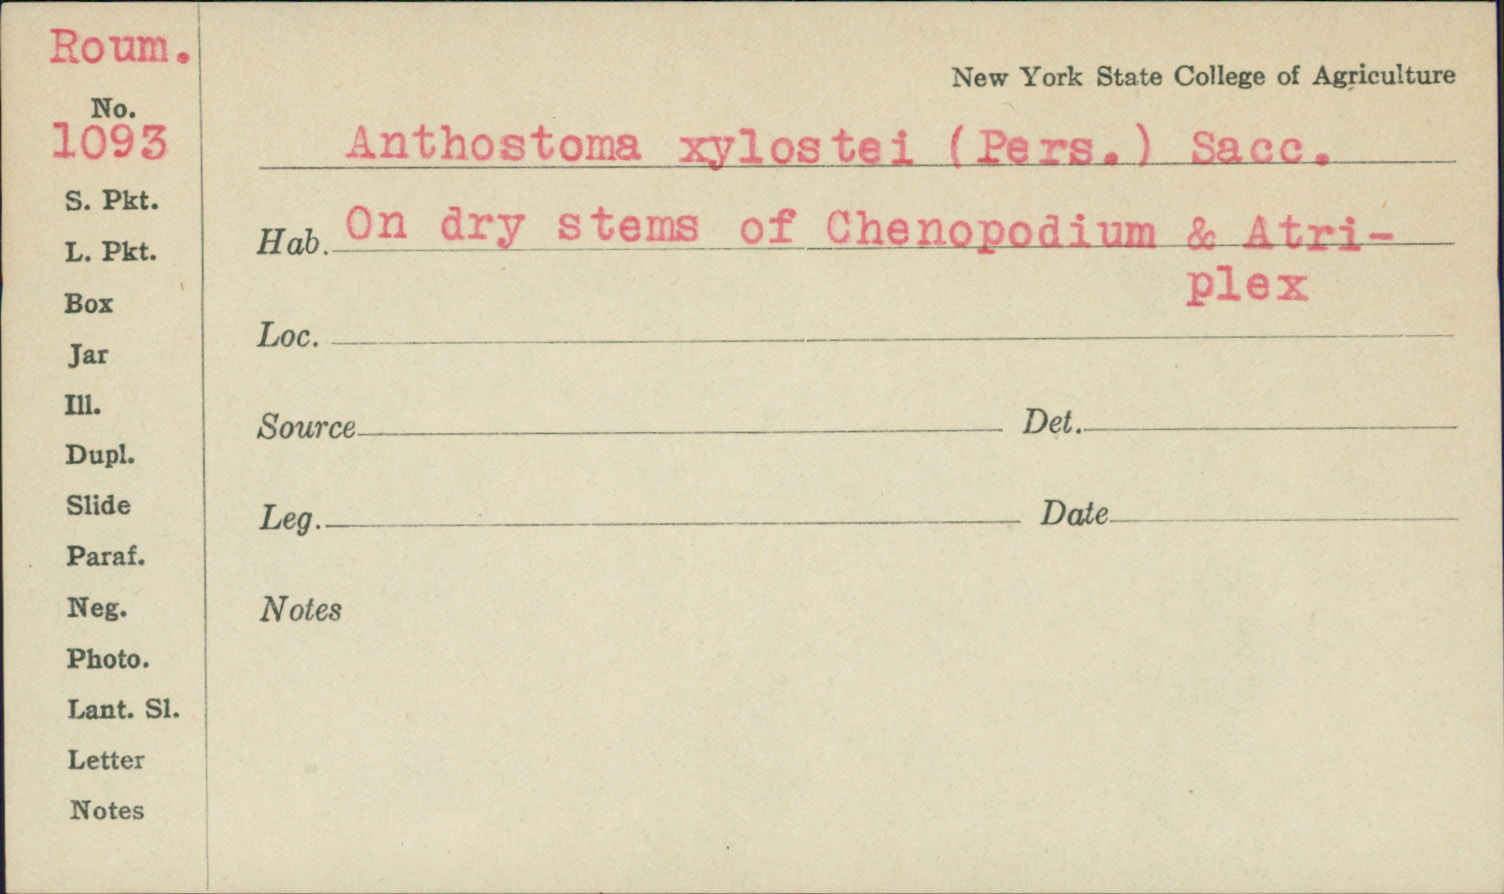 Roum.
No.
1093
S. Pkt.
L. Pkt.
Box
Jar
Ill.
Dupl.
Slide
Paraf.
Neg.
Photo.
Lant. Sl.
Letter
Notes
New York State College of Agriculture
Anthostoma xylostei (Pers.) Sacc.
Hab. On dry stems of Chenopodium & Atri-
plex
Loc.
Source Det.
Leg. Date
Notes